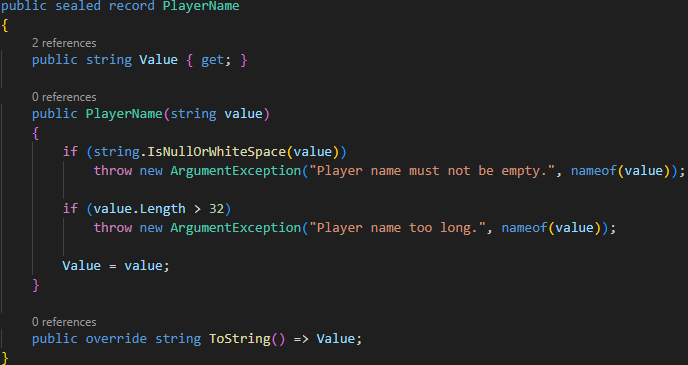 public sealed record PlayerName
{
2 references
public string Value { get; }
0 references
public PlayerName(string value)
{
if (string.IsNullOrWhiteSpace(value))
throw new ArgumentException("Player name must not be empty.", nameof(value));
if (value.Length > 32)
throw new ArgumentException("Player name too long.", nameof(value));
Value = value;
}
0 references
public override string ToString() => Value;
}